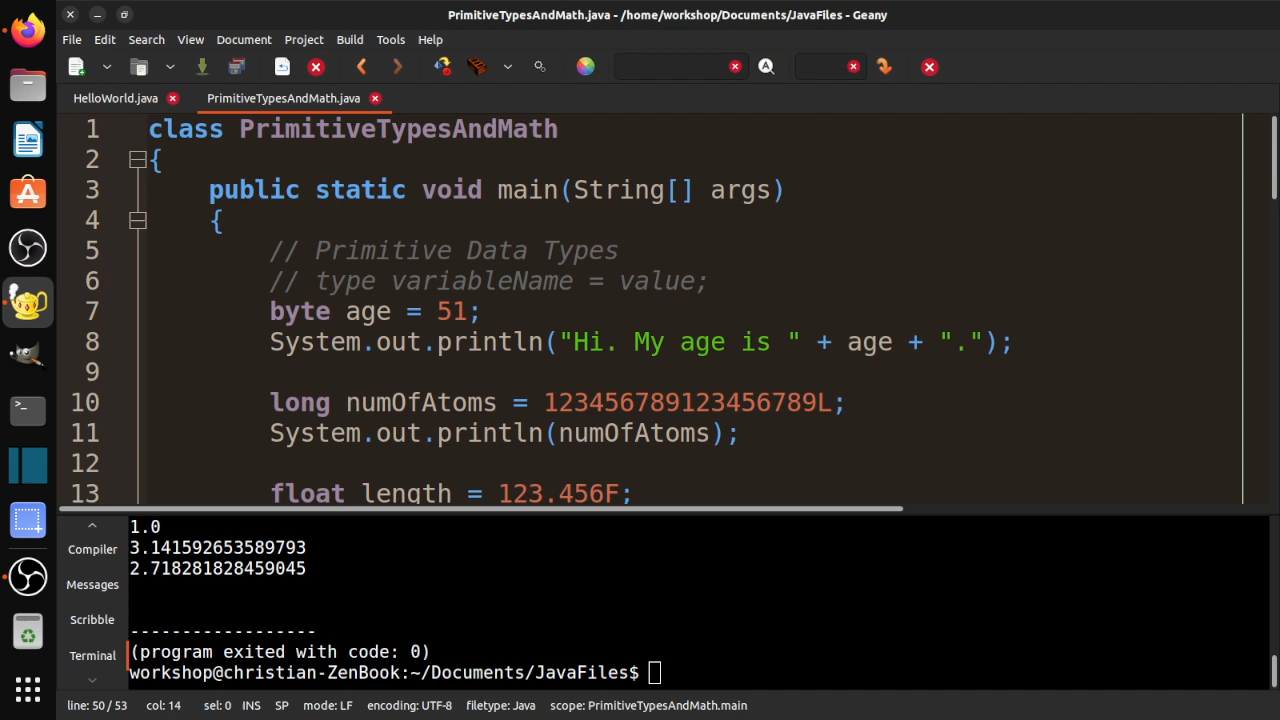 PrimitiveTypesAndMath.java - /home/workshop/Documents/JavaFiles - Geany
File Edit Search View Document Project Build Tools Help
HelloWorld.java PrimitiveTypesAndMath.java
1 class PrimitiveTypesAndMath
2 {
3 public static void main(String[] args)
4 {
5 // Primitive Data Types
6 // type variableName = value;
7 byte age = 51;
8 System.out.println("Hi. My age is " + age + ".");
9
10 long numOfAtoms = 123456789123456789L;
11 System.out.println(numOfAtoms);
12
13 float length = 123.456F;
Compiler
Messages
Scribble
Terminal
1.0
3.141592653589793
2.718281828459045
------------------
(program exited with code: 0)
workshop@christian-ZenBook:~/Documents/JavaFiles$
line: 50 / 53 col: 14 sel: 0 INS SP mode: LF encoding: UTF-8 filetype: Java scope: PrimitiveTypesAndMath.main